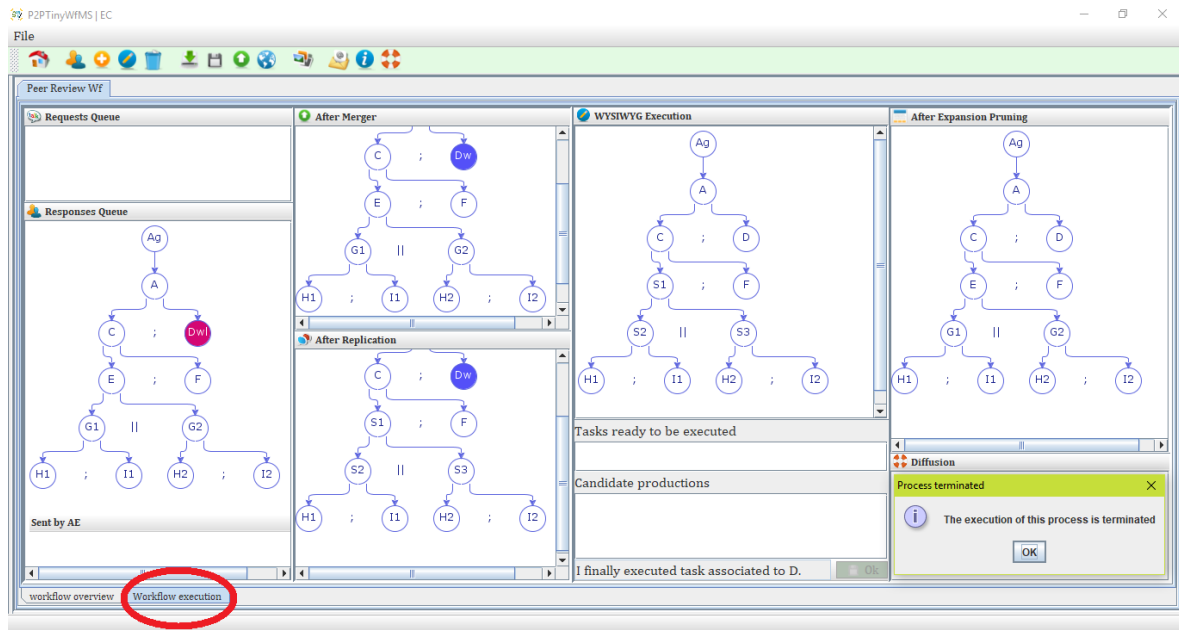 P2PTinyWfMS | EC
File
Peer Review Wf
Requests Queue
Responses Queue
Ag
A
C ; Dwl
E ; F
G1 || G2
H1 ; I1 H2 ; I2
Sent by AE
After Merger
C ; Dw
E ; F
G1 || G2
H1 ; I1 H2 ; I2
After Replication
C ; Dw
S1 ; F
S2 || S3
H1 ; I1 H2 ; I2
WYSIWYG Execution
Ag
A
C ; D
S1 ; F
S2 || S3
H1 ; I1 H2 ; I2
Tasks ready to be executed
Candidate productions
I finally executed task associated to D. Ok
After Expansion Pruning
Ag
A
C ; D
E ; F
G1 || G2
H1 ; I1 H2 ; I2
Diffusion
Process terminated
The execution of this process is terminated
OK
workflow overview Workflow execution